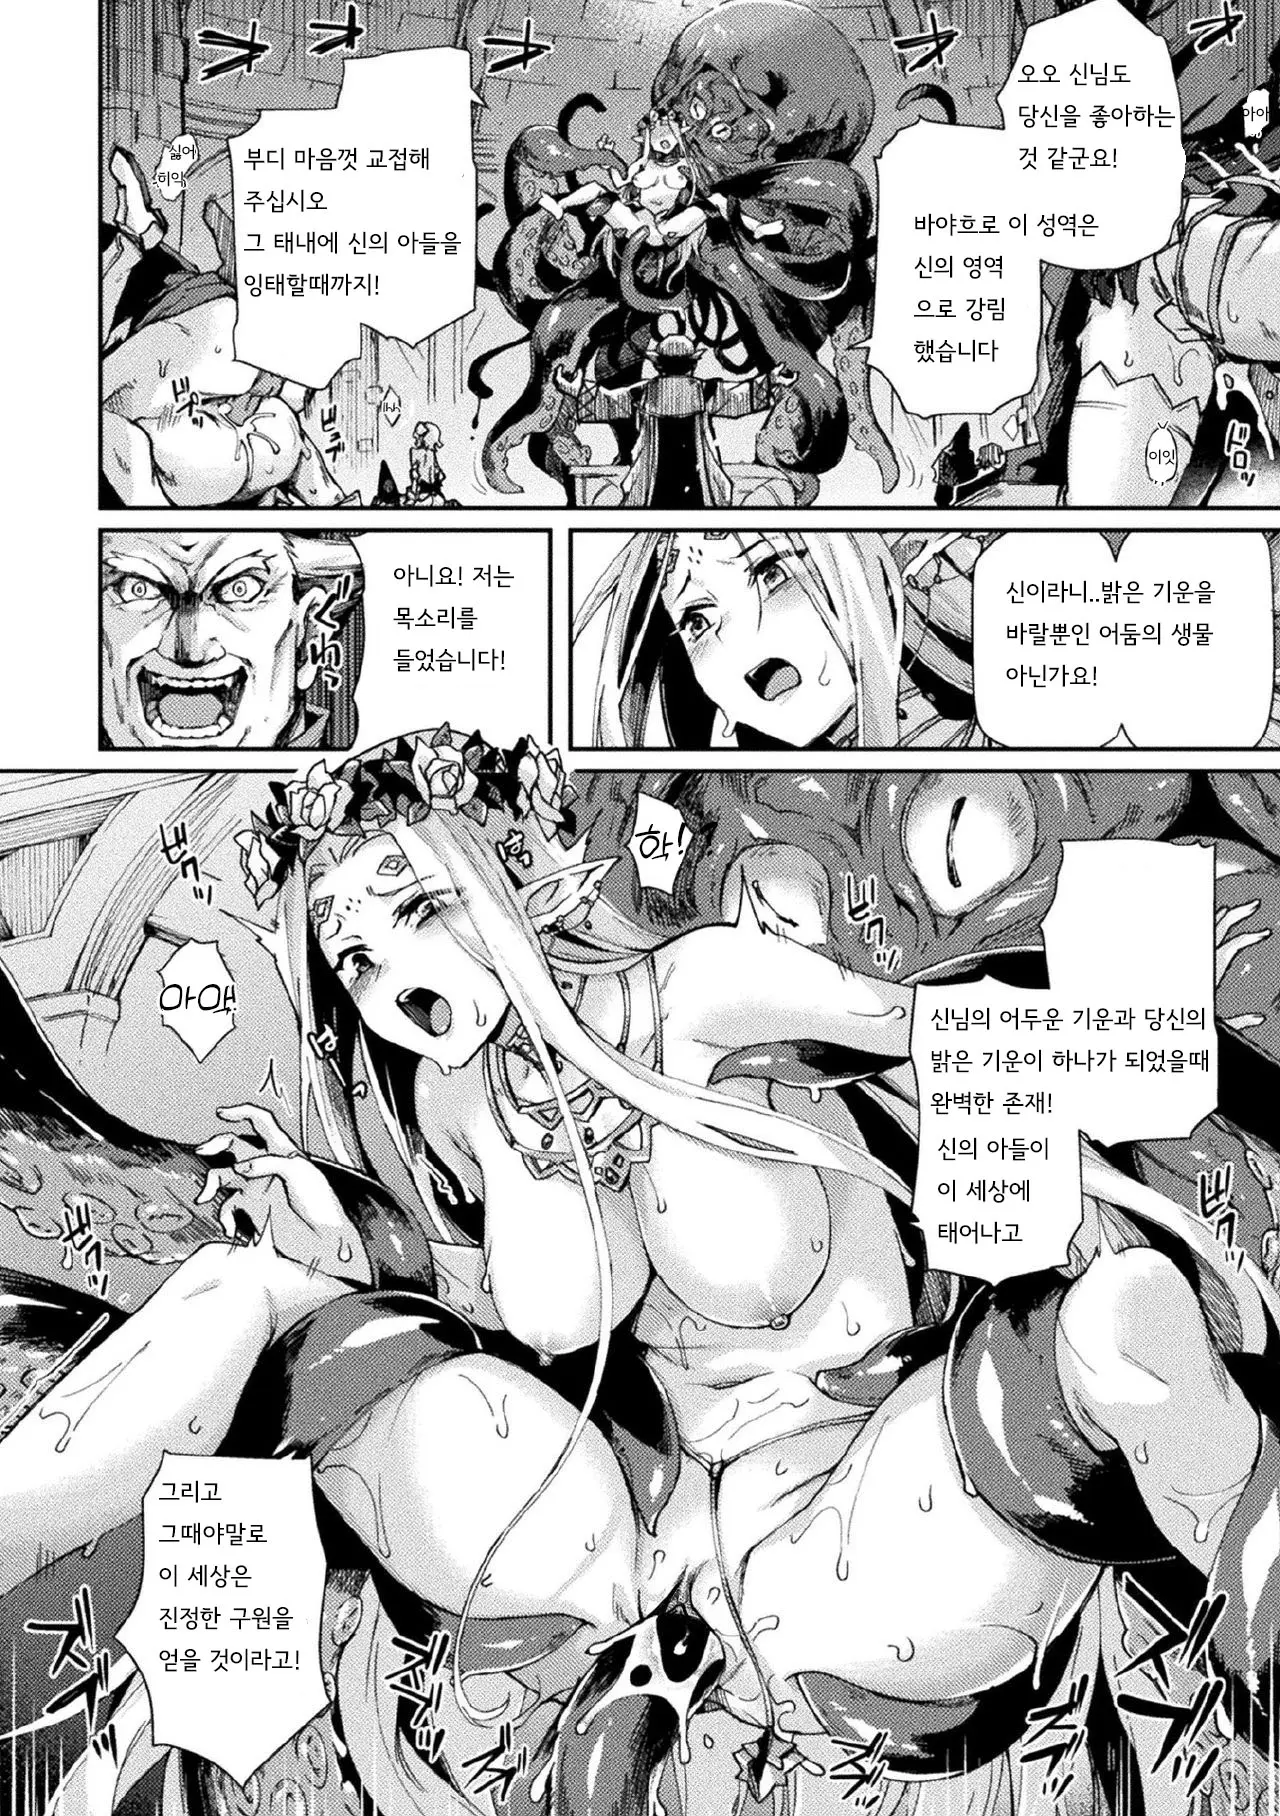 오오 신님도
당신을 좋아하는
것 같군요!
바야흐로 이 성역은
신의 영역
으로 강림
했습니다
부디 마음껏 교접해
주십시오
그 태내에 신의 아들을
잉태할때까지!
싫어
히익
이잇
신이라니..밝은 기운을
바랄뿐인 어둠의 생물
아닌가요!
아니요! 저는
목소리를
들었습니다!
학!
신님의 어두운 기운과 당신의
밝은 기운이 하나가 되었을때
완벽한 존재!
신의 아들이
이 세상에
태어나고
그리고
그때야말로
이 세상은
진정한 구원을
얻을 것이라고!